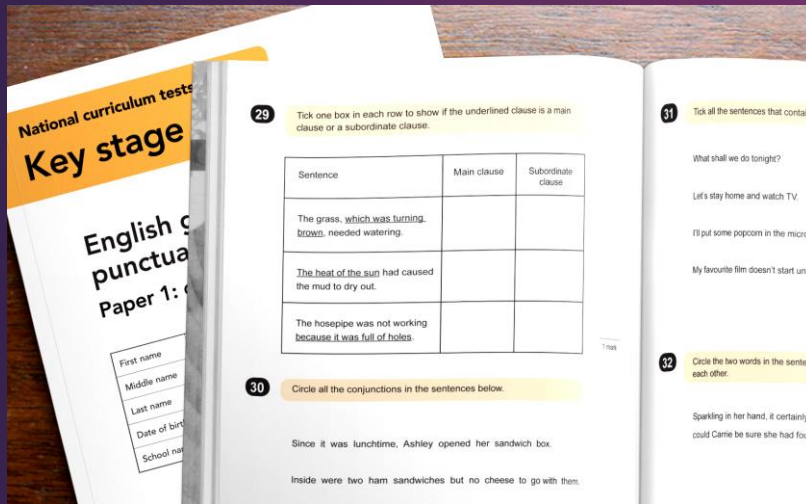 National curriculum tests
Key stage
English
punctua
Paper 1:
First name
Middle name
Last name
Date of birt
School nar
29
Tick one box in each row to show if the underlined clause is a main
clause or a subordinate clause.
Sentence
Main clause
Subordinate
clause
The grass, which was turning
brown, needed watering.
The heat of the sun had caused
the mud to dry out.
The hosepipe was not working
because it was full of holes.
1 mark
30
Circle all the conjunctions in the sentences below.
Since it was lunchtime, Ashley opened her sandwich box.
Inside were two ham sandwiches but no cheese to go with them.
31
Tick all the sentences that conta
What shall we do tonight?
Let's stay home and watch TV.
I'll put some popcorn in the micro
My favourite film doesn't start un
32
Circle the two words in the sente
each other.
Sparkling in her hand, it certainly
could Carrie be sure she had fou